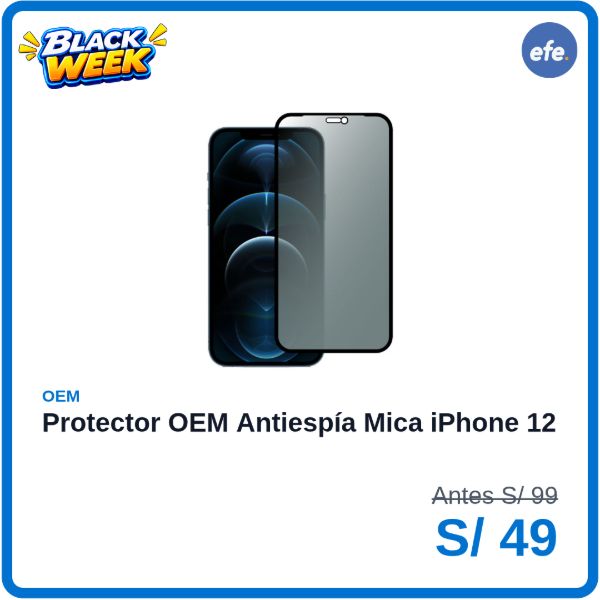 BLACK
WEEK
efe.
OEM
Protector OEM Antiespía Mica iPhone 12
Antes S/ 99
S/ 49